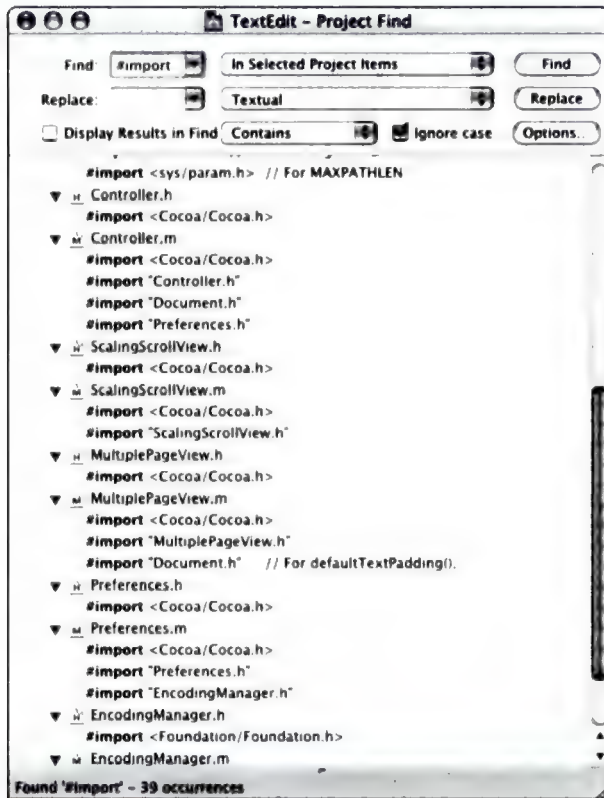 TextEdit – Project Find
Find: #import In Selected Project Items Find
Replace: Textual Replace
Display Results in Find Contains Ignore case Options..
#import <sys/param.h> // For MAXPATHLEN
H Controller.h
#import <Cocoa/Cocoa.h>
M Controller.m
#import <Cocoa/Cocoa.h>
#import "Controller.h"
#import "Document.h"
#import "Preferences.h"
H ScalingScrollView.h
#import <Cocoa/Cocoa.h>
M ScalingScrollView.m
#import <Cocoa/Cocoa.h>
#import "ScalingScrollView.h"
H MultiplePageView.h
#import <Cocoa/Cocoa.h>
M MultiplePageView.m
#import <Cocoa/Cocoa.h>
#import "MultiplePageView.h"
#import "Document.h" // For defaultTextPadding().
H Preferences.h
#import <Cocoa/Cocoa.h>
M Preferences.m
#import <Cocoa/Cocoa.h>
#import "Preferences.h"
#import "EncodingManager.h"
H EncodingManager.h
#import <Foundation/Foundation.h>
M EncodingManager.m
Found '#import' – 39 occurrences